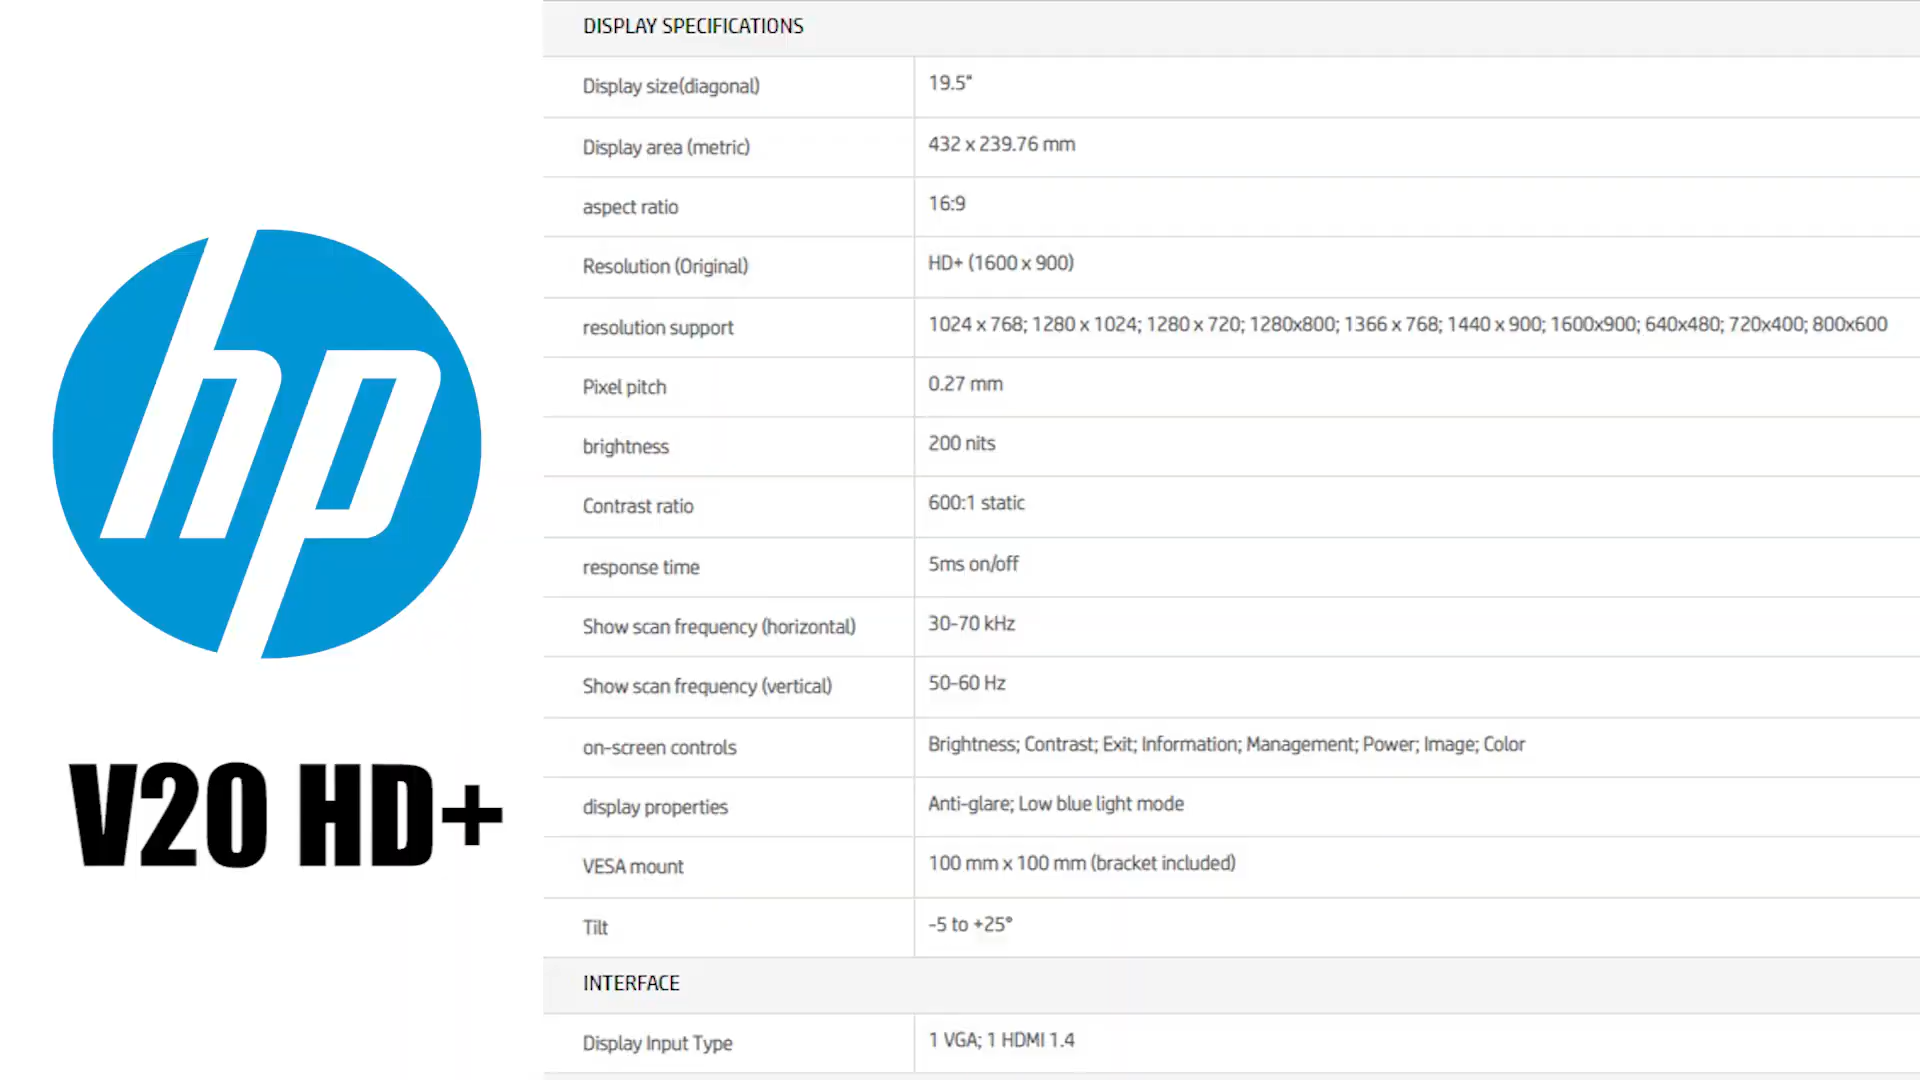 hp
V20 HD+
DISPLAY SPECIFICATIONS
Display size(diagonal) 19.5"
Display area (metric) 432 x 239.76 mm
aspect ratio 16:9
Resolution (Original) HD+ (1600 x 900)
resolution support 1024 x 768; 1280 x 1024; 1280 x 720; 1280x800; 1366 x 768; 1440 x 900; 1600x900; 640x480; 720x400; 800x600
Pixel pitch 0.27 mm
brightness 200 nits
Contrast ratio 600:1 static
response time 5ms on/off
Show scan frequency (horizontal) 30-70 kHz
Show scan frequency (vertical) 50-60 Hz
on-screen controls Brightness; Contrast; Exit; Information; Management; Power; Image; Color
display properties Anti-glare; Low blue light mode
VESA mount 100 mm x 100 mm (bracket included)
Tilt -5 to +25°
INTERFACE
Display Input Type 1 VGA; 1 HDMI 1.4